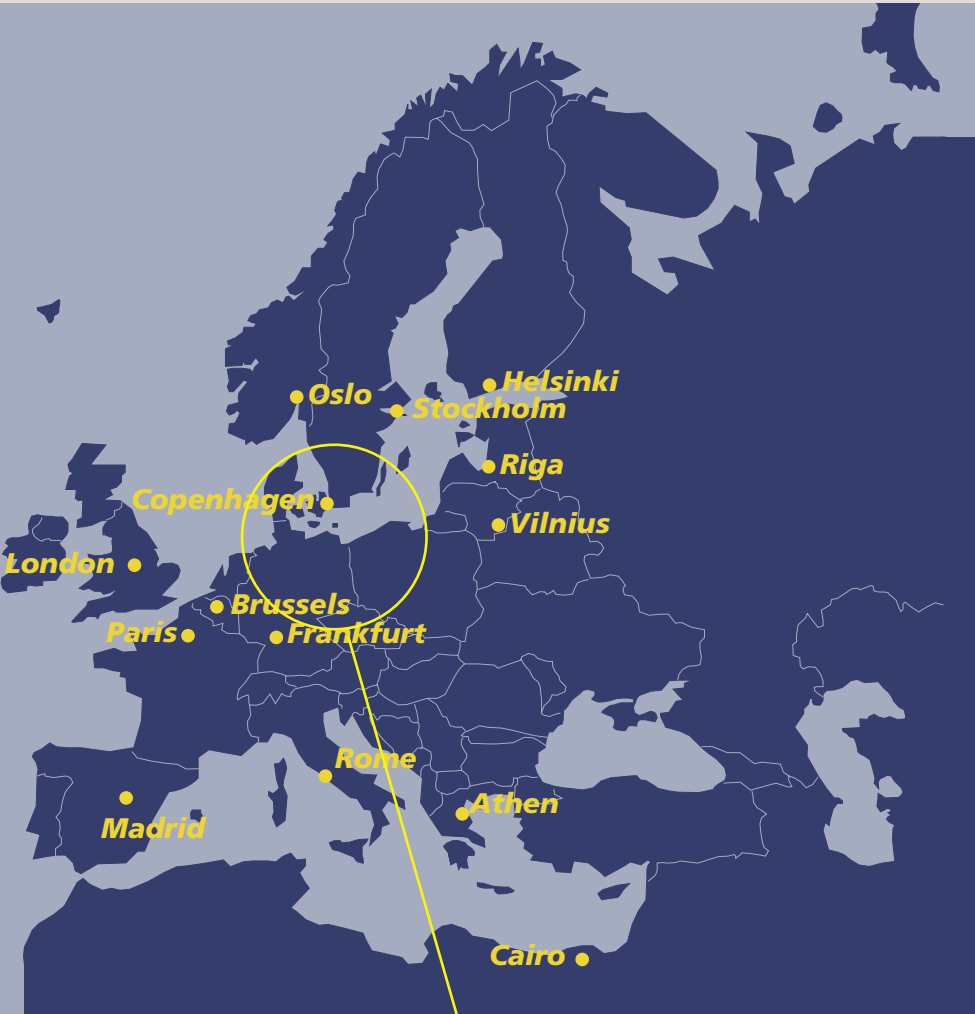 Helsinki
Oslo
Stockholm
Riga
Copenhagen
Vilnius
London
Brussels
Paris
Frankfurt
Rome
Athen
Madrid
Cairo